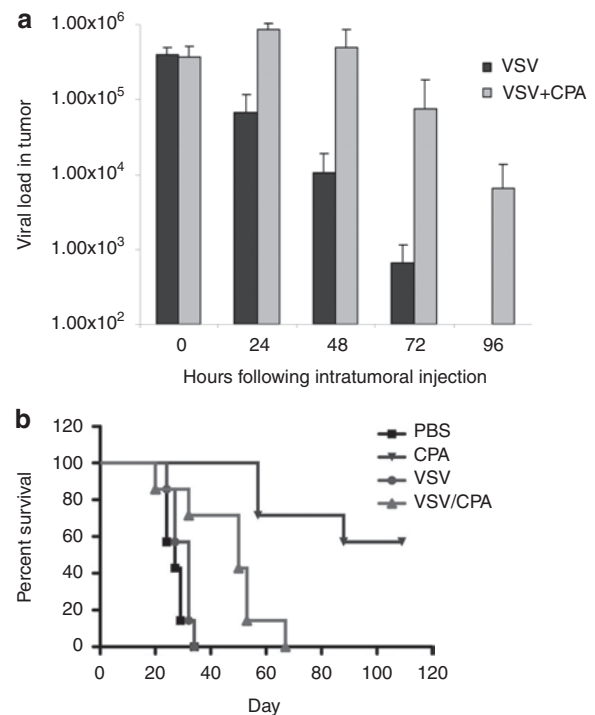 a
1.00x10⁶
1.00x10⁵
1.00x10⁴
1.00x10³
1.00x10²
Viral load in tumor
VSV
VSV+CPA
0 24 48 72 96
Hours following intratumoral injection
b
120
100
80
60
40
20
0
Percent survival
PBS
CPA
VSV
VSV/CPA
0 20 40 60 80 100 120
Day